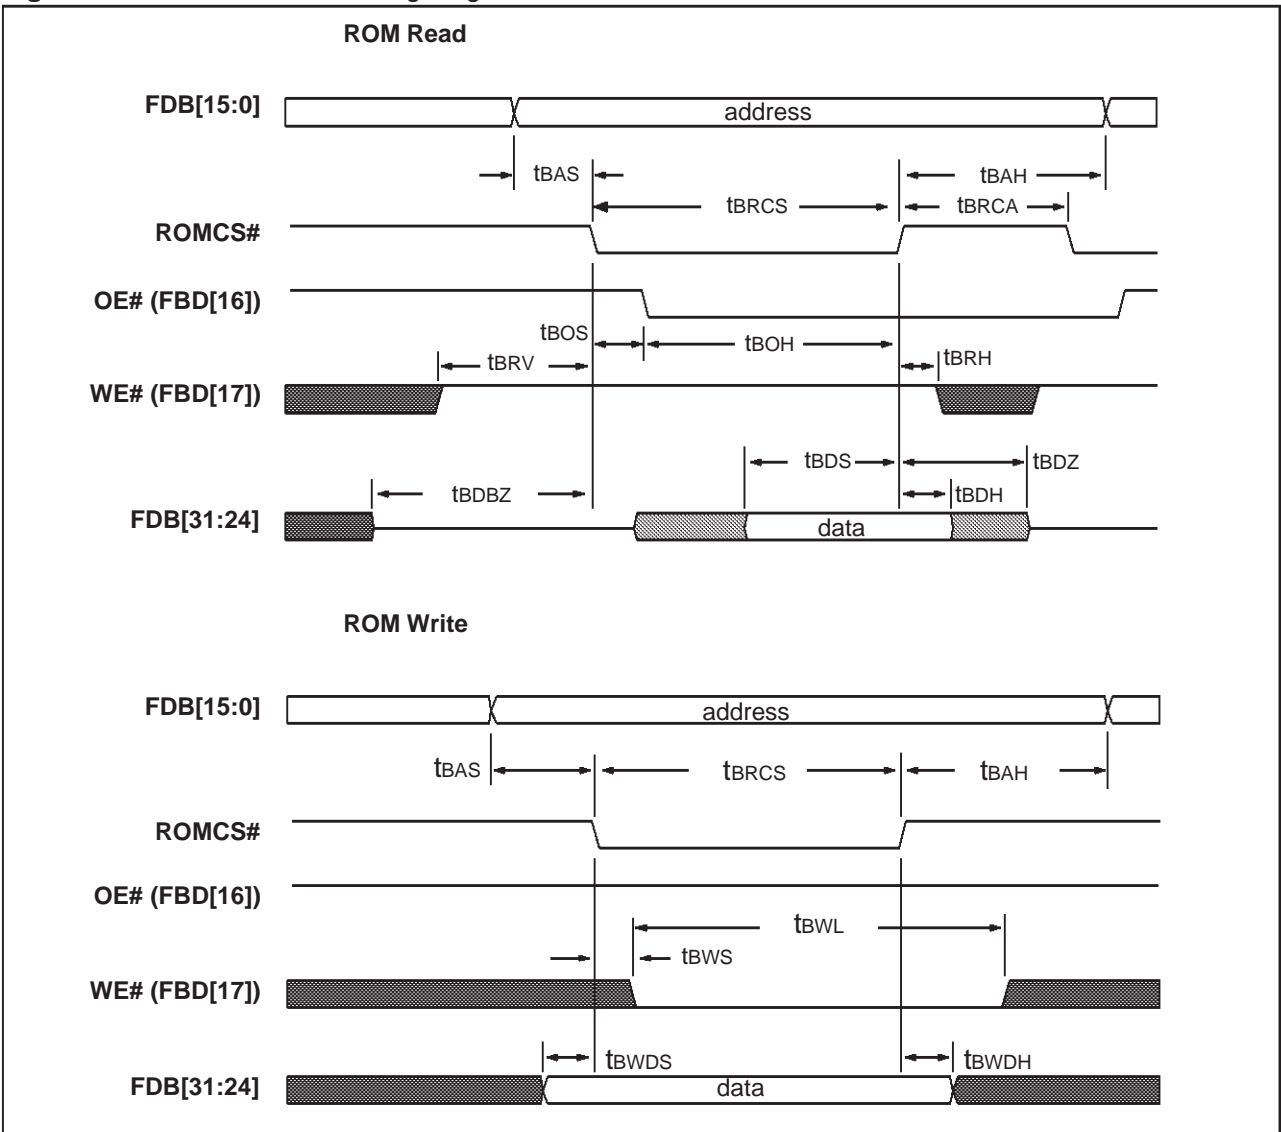 ROM Read
FDB[15:0]
address
tBAS
tBAH
tBRCS
tBRCA
ROMCS#
OE# (FBD[16])
tBOS
tBOH
tBRV
tBRH
WE# (FBD[17])
tBDS
tBDZ
tBDBZ
tBDH
FDB[31:24]
data
ROM Write
FDB[15:0]
address
tBAS
tBRCS
tBAH
ROMCS#
OE# (FBD[16])
tBWL
tBWS
WE# (FBD[17])
tBWDS
tBWDH
FDB[31:24]
data